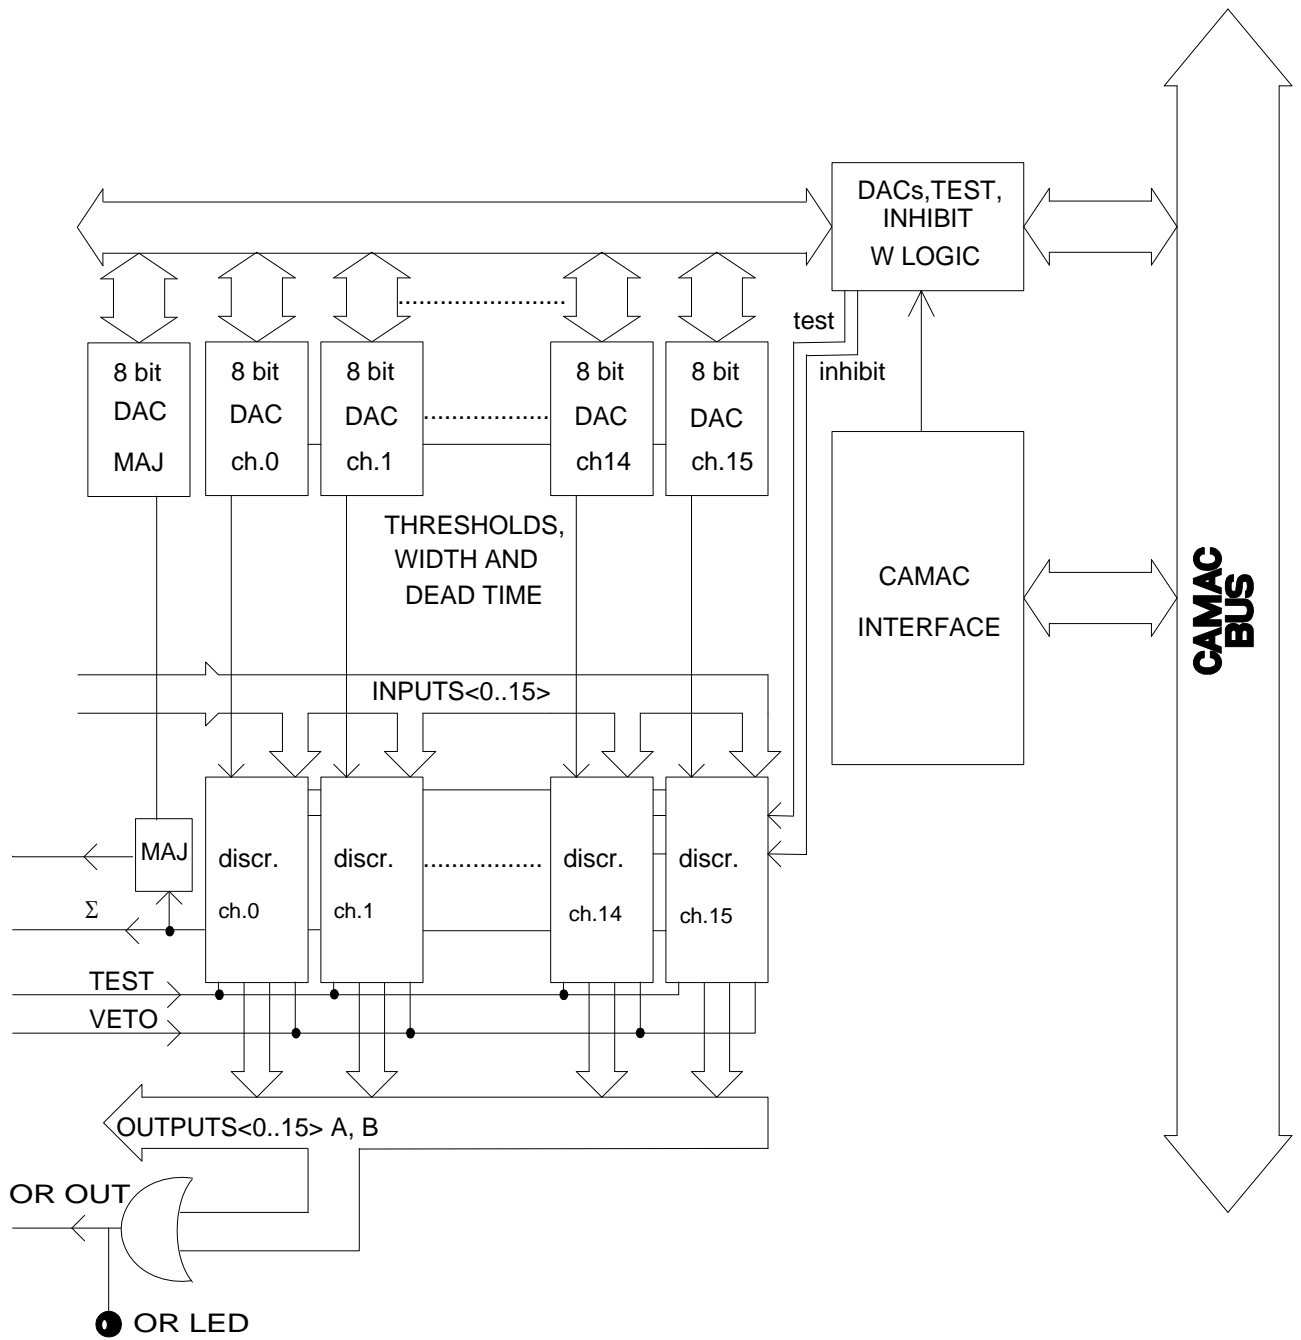 DACs,TEST,
INHIBIT
W LOGIC
test
inhibit
8 bit
DAC
MAJ
8 bit
DAC
ch.0
8 bit
DAC
ch.1
8 bit
DAC
ch14
8 bit
DAC
ch.15
THRESHOLDS,
WIDTH AND
DEAD TIME
CAMAC
INTERFACE
CAMAC
BUS
INPUTS<0..15>
MAJ
discr.
ch.0
discr.
ch.1
discr.
ch.14
discr.
ch.15
Σ
TEST
VETO
OUTPUTS<0..15> A, B
OR OUT
OR LED